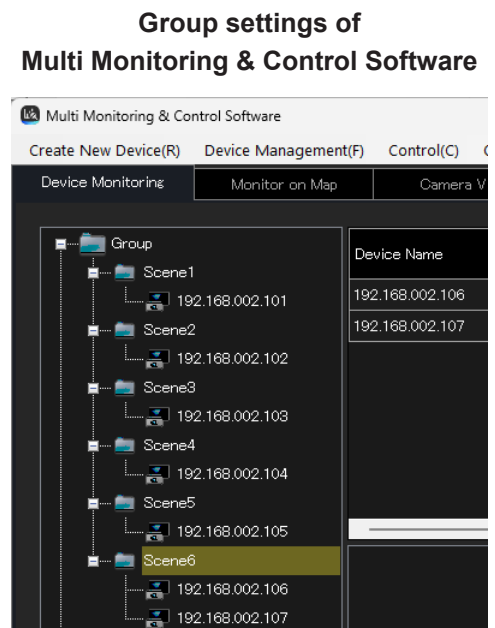 Group settings of
Multi Monitoring & Control Software
Multi Monitoring & Control Software
Create New Device(R) Device Management(F) Control(C)
Device Monitoring Monitor on Map Camera V
Group
Scene1
192.168.002.101
Scene2
192.168.002.102
Scene3
192.168.002.103
Scene4
192.168.002.104
Scene5
192.168.002.105
Scene6
192.168.002.106
192.168.002.107
Device Name
192.168.002.106
192.168.002.107